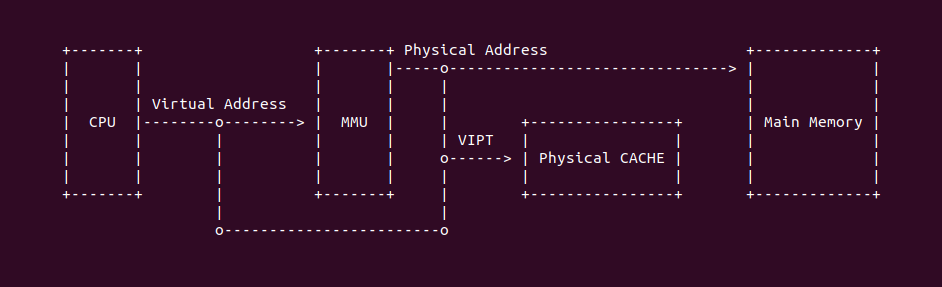 Physical Address
Virtual Address
CPU
MMU
Main Memory
VIPT
Physical CACHE